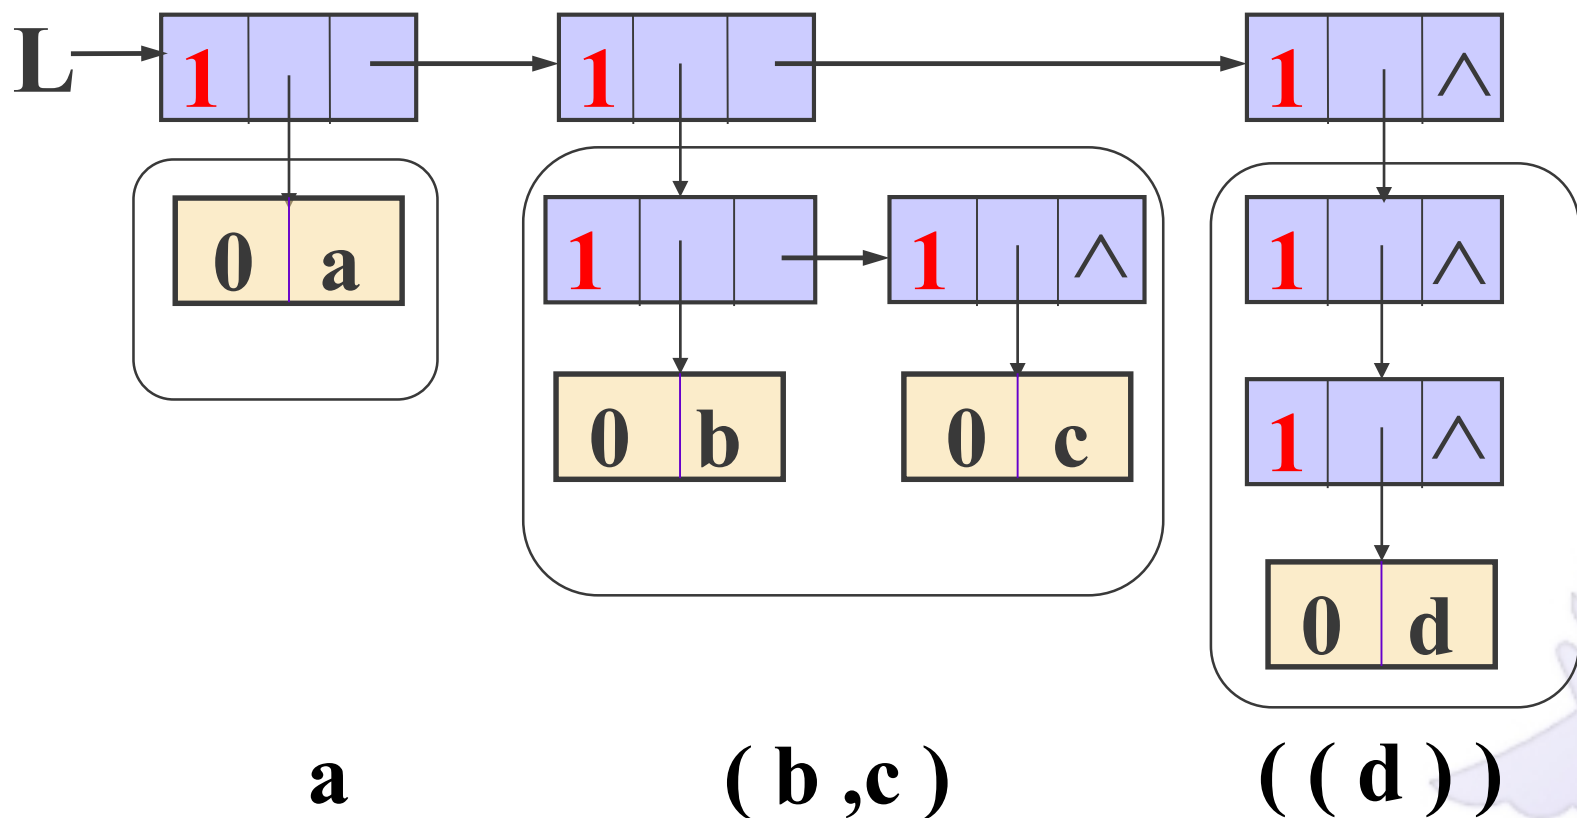 L 1 1 1 ∧
0 a 1 1 ∧ 1 ∧
0 b 0 c 1 ∧
0 d
a ( b ,c ) ( ( d ) )